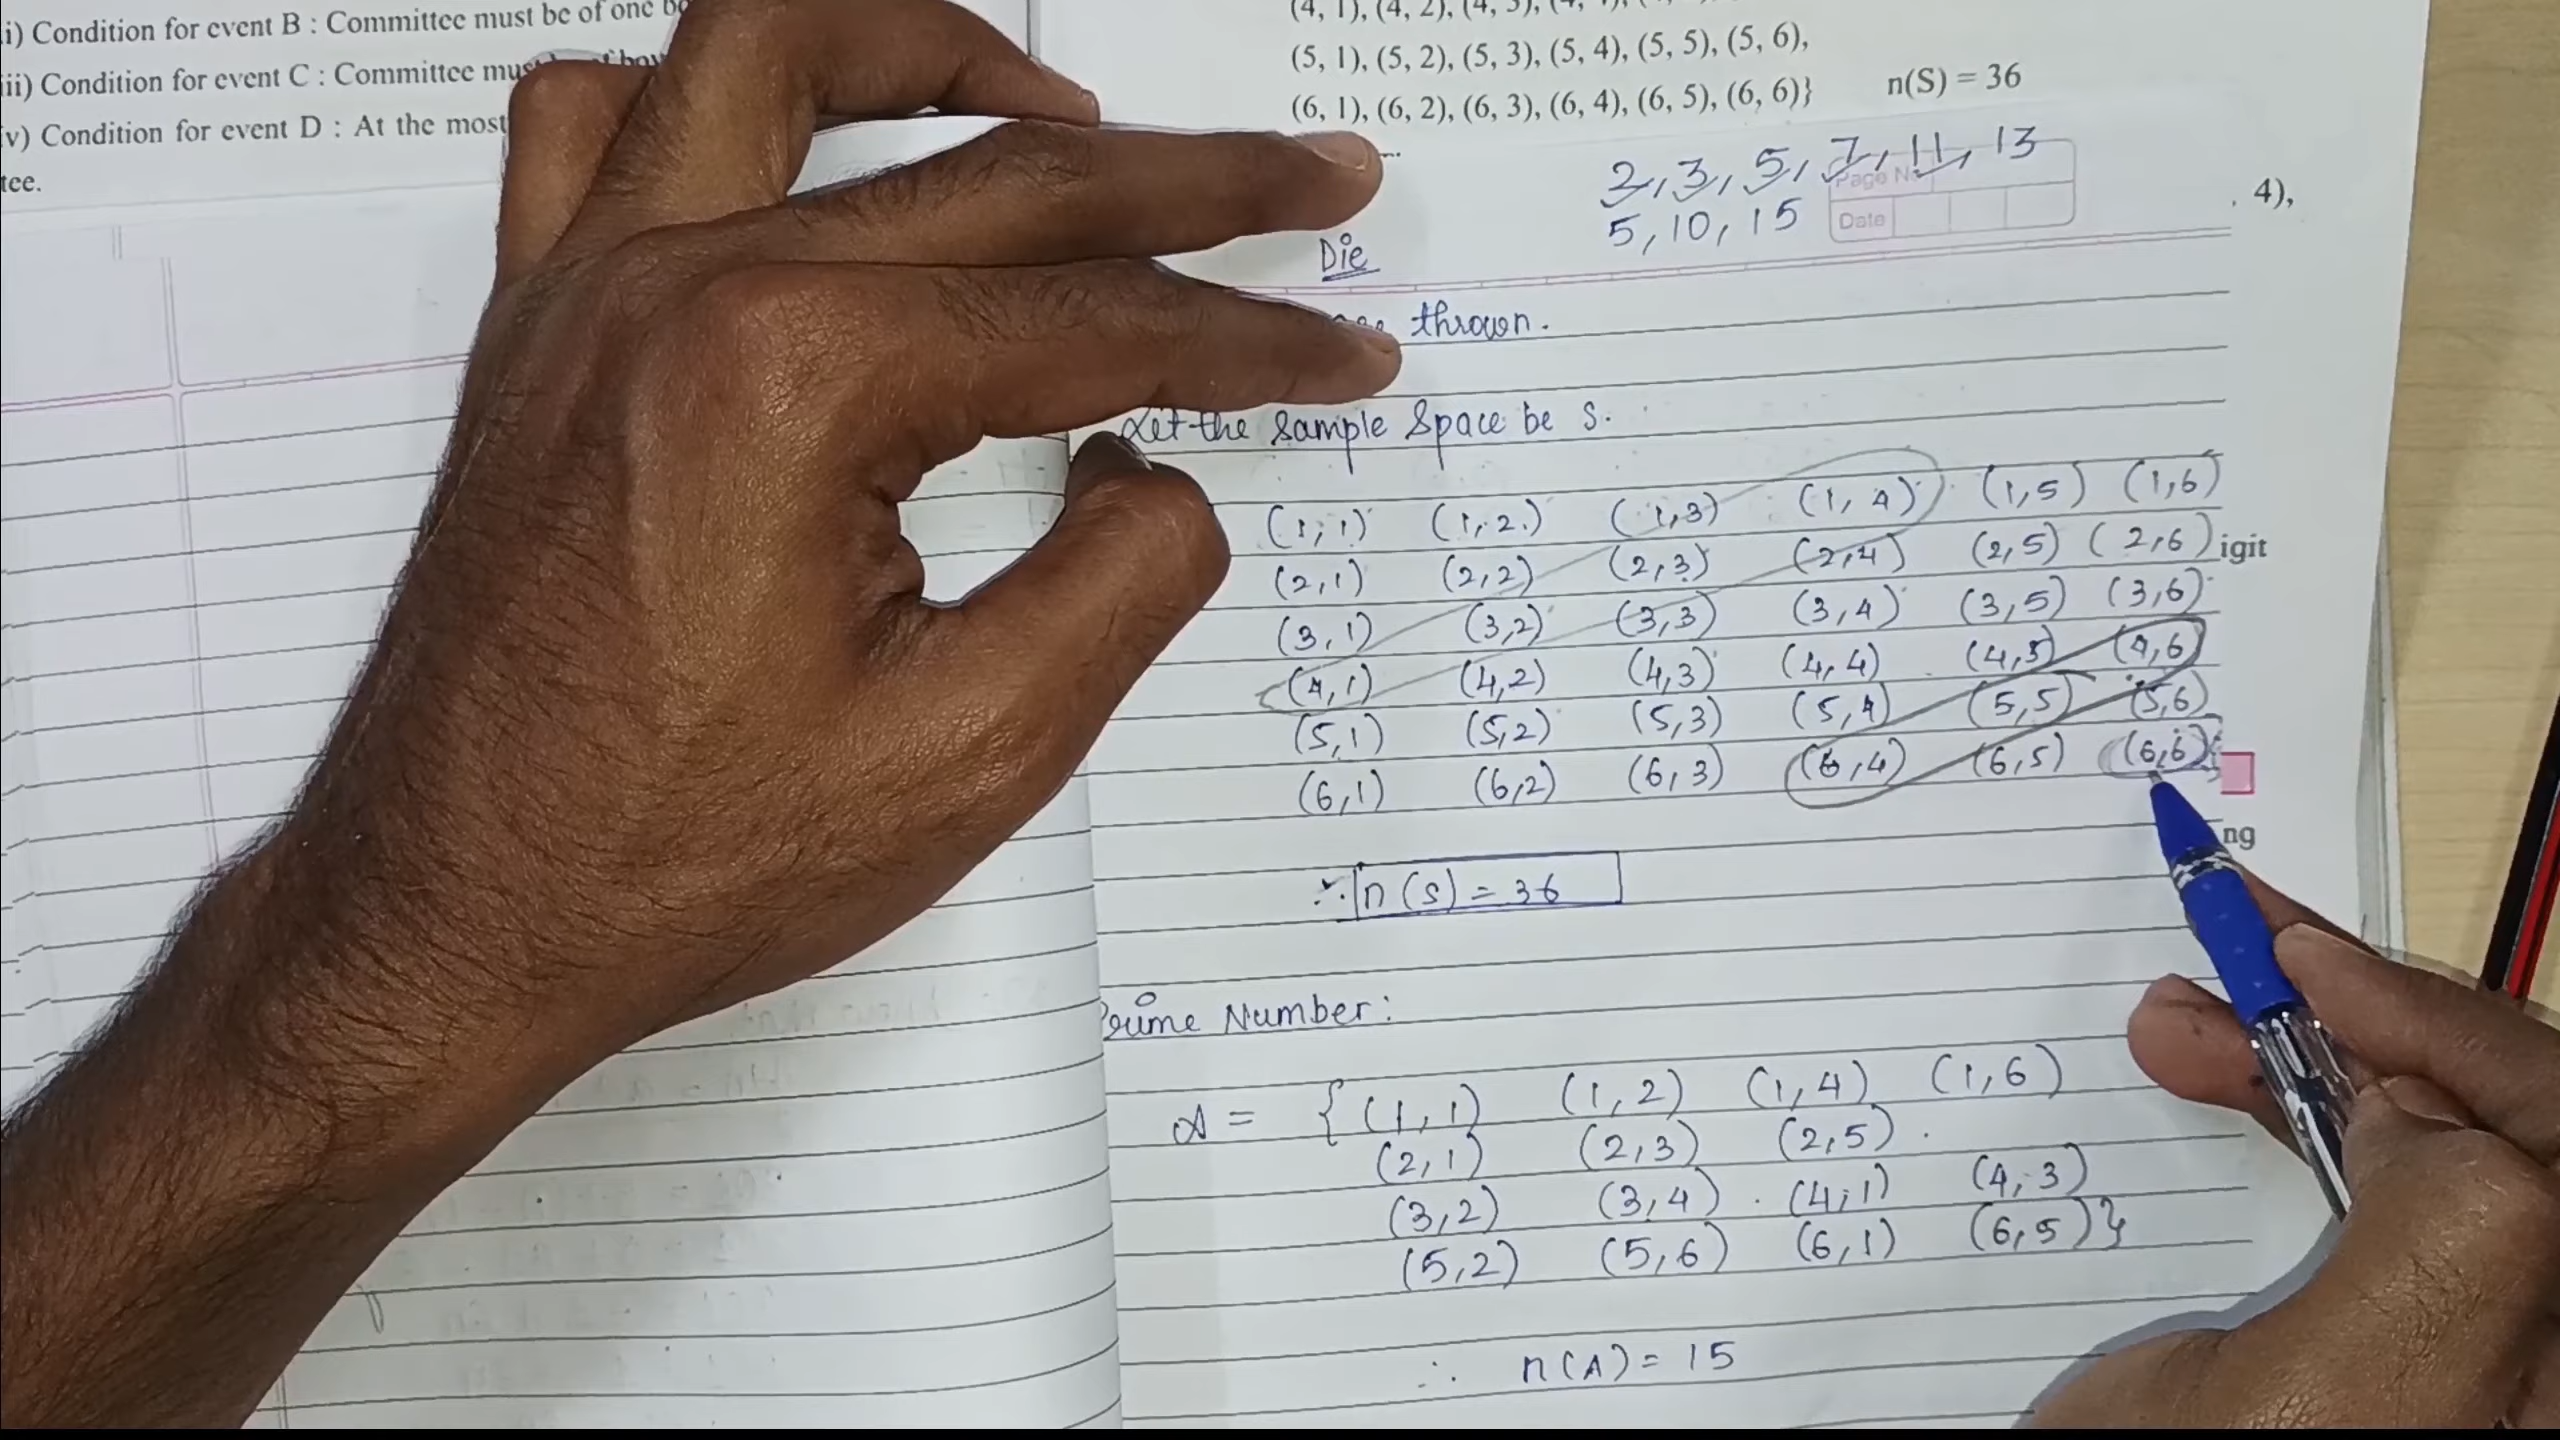 i) Condition for event B : Committee must be of one
iii) Condition for event C : Committee must
v) Condition for event D : At the most
tee.
(5, 1), (5, 2), (5, 3), (5, 4), (5, 5), (5, 6),
(6, 1), (6, 2), (6, 3), (6, 4), (6, 5), (6, 6)} n(S) = 36
2, 3, 5, 7, 11, 13
5, 10, 15
Page No
Date
4),
Die
thrown.
Let the Sample Space be S.
(1, 1) (1, 2) (1,3) (1, 4) (1,5) (1,6)
(2,1) (2,2) (2,3) (2,4) (2,5) (2,6)
igit
(3,1) (3,2) (3,3) (3,4) (3,5) (3,6)
(4,1) (4,2) (4,3) (4,4) (4,5) (4,6)
(5,1) (5,2) (5,3) (5,4) (5,5) (5,6)
(6,1) (6,2) (6,3) (6,4) (6,5) (6,6)}
ng
∴ n(S) = 36
Prime Number:
A = {(1,1) (1,2) (1,4) (1,6)
(2,1) (2,3) (2,5)
(3,2) (3,4) (4,1) (4,3)
(5,2) (5,6) (6,1) (6,5)}
∴ n(A) = 15